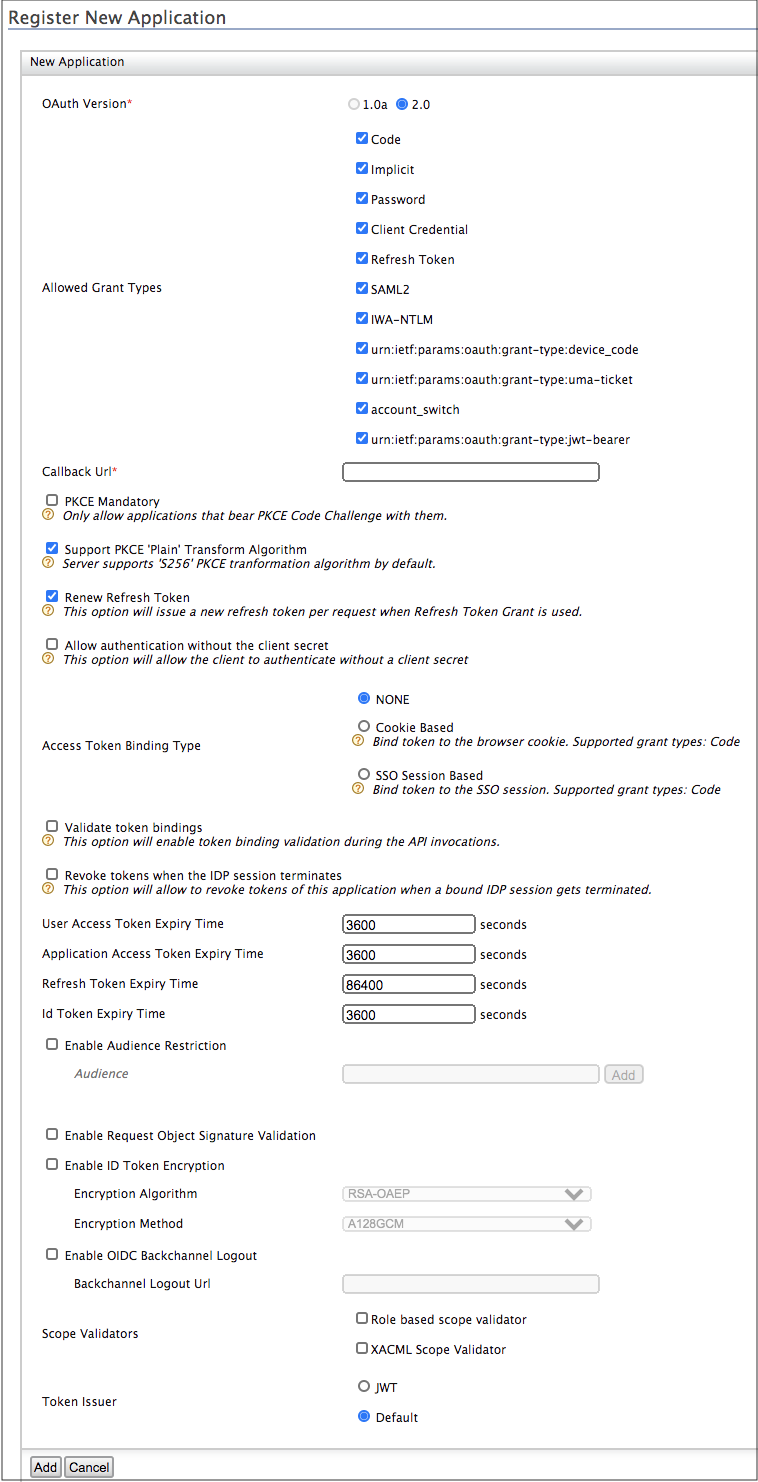 Register New Application
New Application
OAuth Version*
1.0a 2.0
Code
Implicit
Password
Client Credential
Refresh Token
Allowed Grant Types
SAML2
IWA-NTLM
urn:ietf:params:oauth:grant-type:device_code
urn:ietf:params:oauth:grant-type:uma-ticket
account_switch
urn:ietf:params:oauth:grant-type:jwt-bearer
Callback Url*
PKCE Mandatory
? Only allow applications that bear PKCE Code Challenge with them.
Support PKCE 'Plain' Transform Algorithm
? Server supports 'S256' PKCE tranformation algorithm by default.
Renew Refresh Token
? This option will issue a new refresh token per request when Refresh Token Grant is used.
Allow authentication without the client secret
? This option will allow the client to authenticate without a client secret
Access Token Binding Type
NONE
Cookie Based
? Bind token to the browser cookie. Supported grant types: Code
SSO Session Based
? Bind token to the SSO session. Supported grant types: Code
Validate token bindings
? This option will enable token binding validation during the API invocations.
Revoke tokens when the IDP session terminates
? This option will allow to revoke tokens of this application when a bound IDP session gets terminated.
User Access Token Expiry Time 3600 seconds
Application Access Token Expiry Time 3600 seconds
Refresh Token Expiry Time 86400 seconds
Id Token Expiry Time 3600 seconds
Enable Audience Restriction
Audience Add
Enable Request Object Signature Validation
Enable ID Token Encryption
Encryption Algorithm RSA-OAEP
Encryption Method A128GCM
Enable OIDC Backchannel Logout
Backchannel Logout Url
Scope Validators
Role based scope validator
XACML Scope Validator
Token Issuer
JWT
Default
Add Cancel